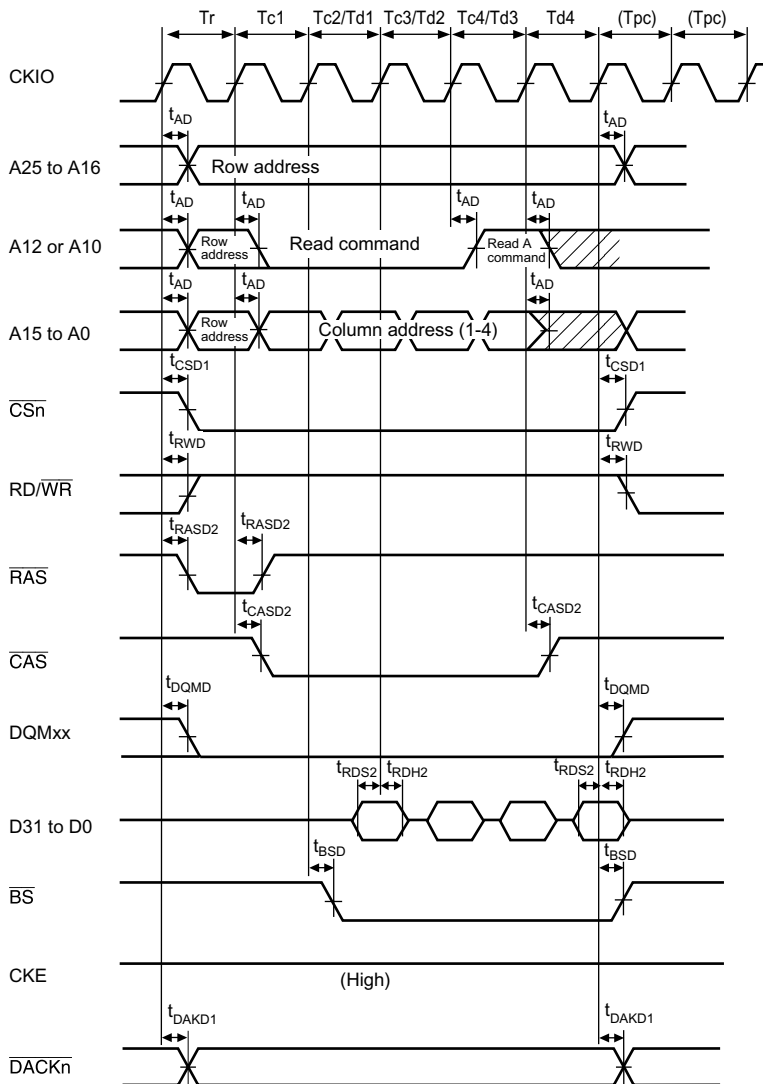 Tr Tc1 Tc2/Td1 Tc3/Td2 Tc4/Td3 Td4 (Tpc) (Tpc)
CKIO
tAD tAD
A25 to A16 Row address
tAD tAD tAD tAD
A12 or A10 Row address Read command Read A command
tAD tAD tAD
A15 to A0 Row address Column address (1-4)
tCSD1 tCSD1
CSn
tRWD tRWD
RD/WR
tRASD2 tRASD2
RAS
tCASD2 tCASD2
CAS
tDQMD tDQMD
DQMxx
tRDS2 tRDH2 tRDS2 tRDH2
D31 to D0
tBSD tBSD
BS
CKE (High)
tDAKD1 tDAKD1
DACKn